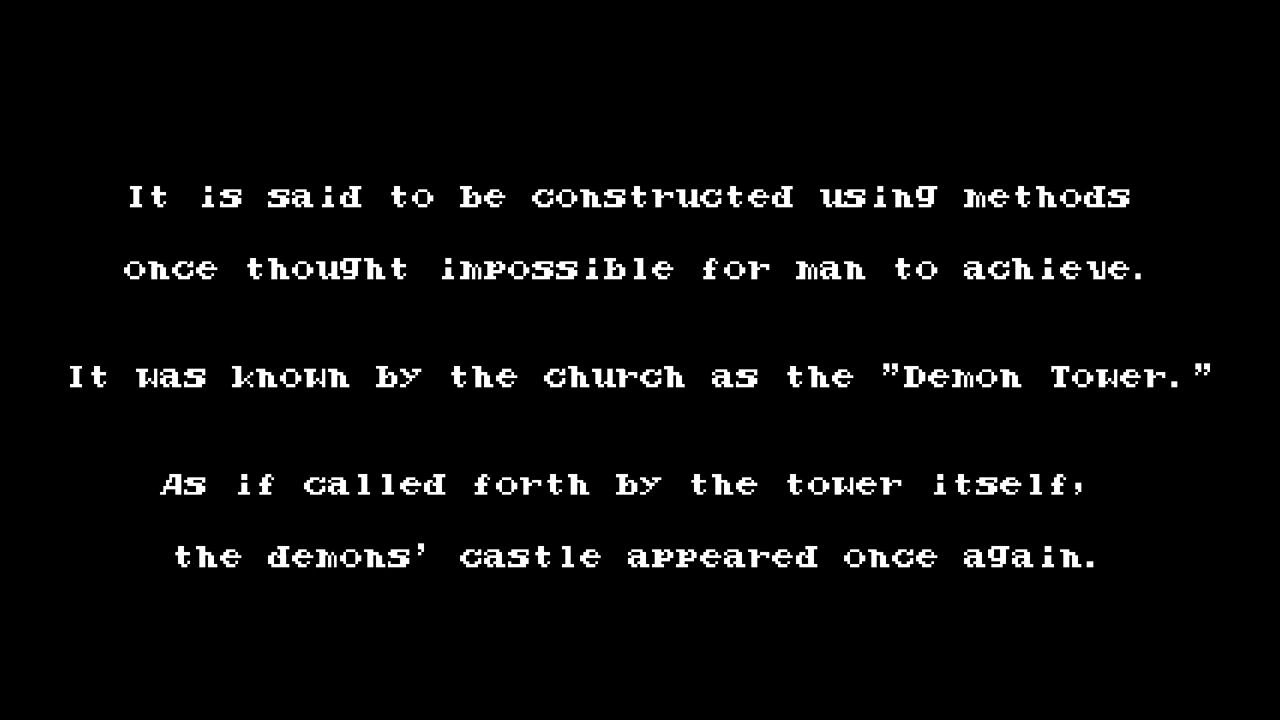 It is said to be constructed using methods
once thought impossible for man to achieve.
It was known by the church as the "Demon Tower."
As if called forth by the tower itself,
the demons' castle appeared once again.